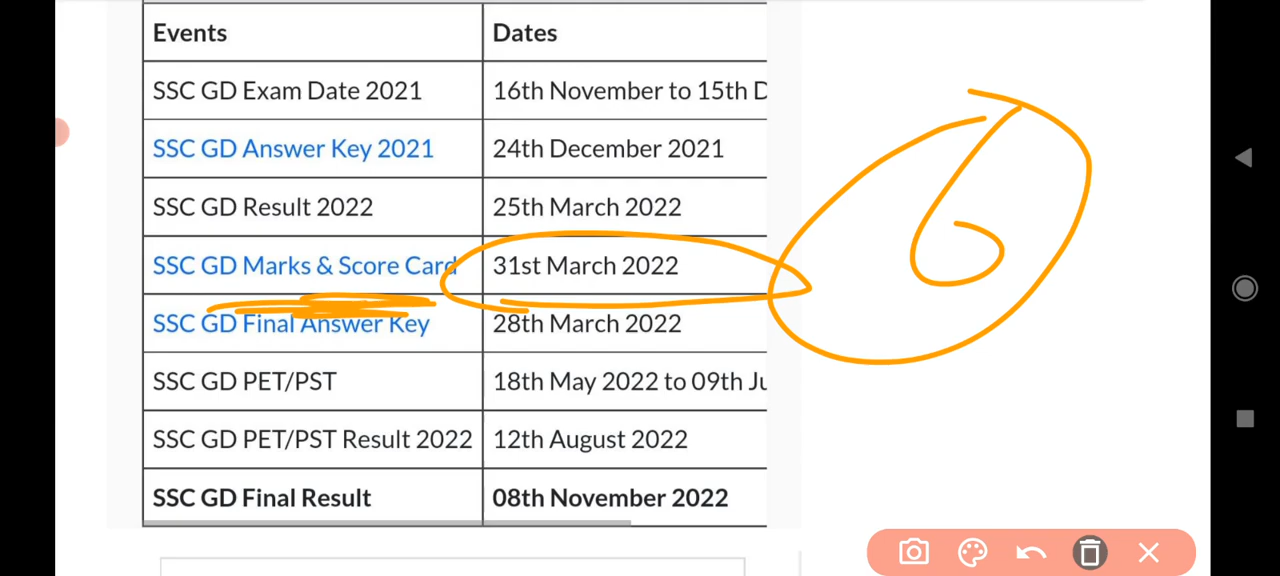 Events Dates
SSC GD Exam Date 2021 16th November to 15th D
SSC GD Answer Key 2021 24th December 2021
SSC GD Result 2022 25th March 2022
SSC GD Marks & Score Card 31st March 2022
SSC GD Final Answer Key 28th March 2022
SSC GD PET/PST 18th May 2022 to 09th Ju
SSC GD PET/PST Result 2022 12th August 2022
SSC GD Final Result 08th November 2022
6